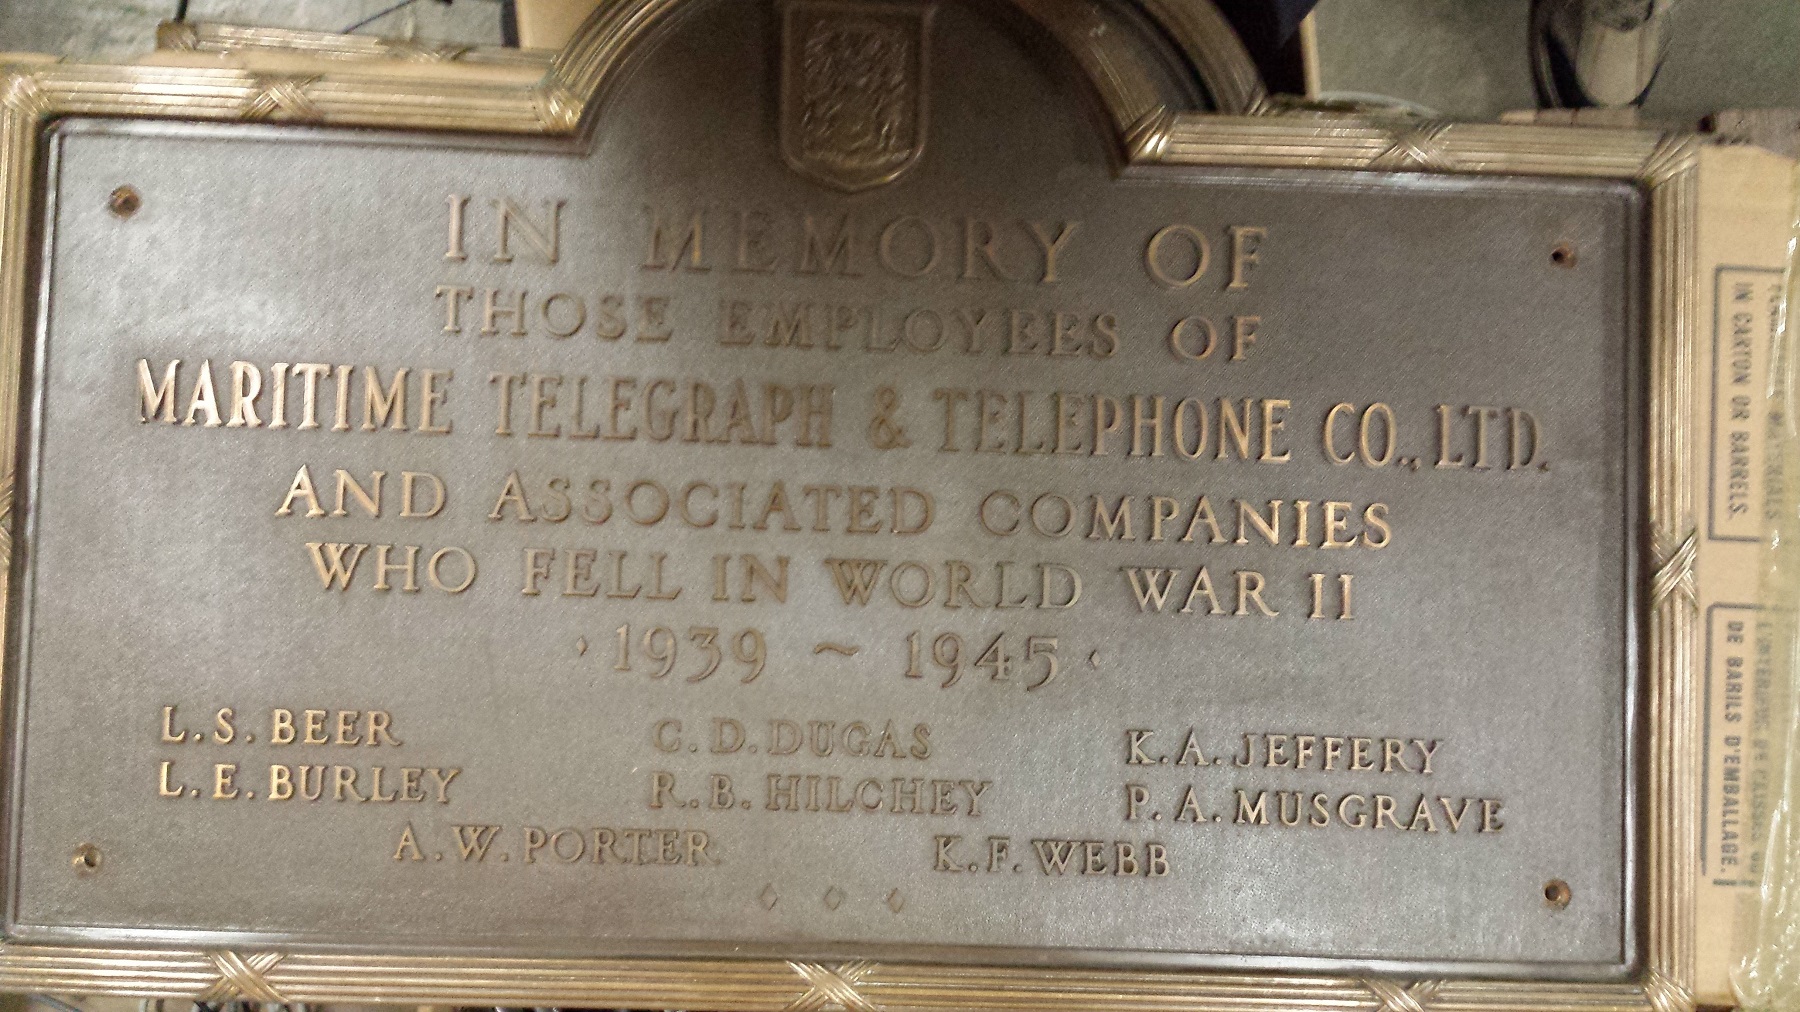 IN MEMORY OF
THOSE EMPLOYEES OF
MARITIME TELEGRAPH & TELEPHONE CO., LTD.
AND ASSOCIATED COMPANIES
WHO FELL IN WORLD WAR II
· 1939 ~ 1945 ·
L.S. BEER C.D. DUGAS K.A. JEFFERY
L.E. BURLEY R.B. HILCHEY P.A. MUSGRAVE
A.W. PORTER K.F. WEBB
IN CARTON OR BARRELS.
DE BARILS D'EMBALLAGE.